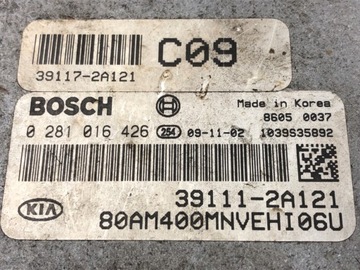 39117-2A121
C09
BOSCH
Made in Korea
8605 0037
0 281 016 426 254 09-11-02 1039S35892
39111-2A121
KIA
80AM400MNVEHI06U